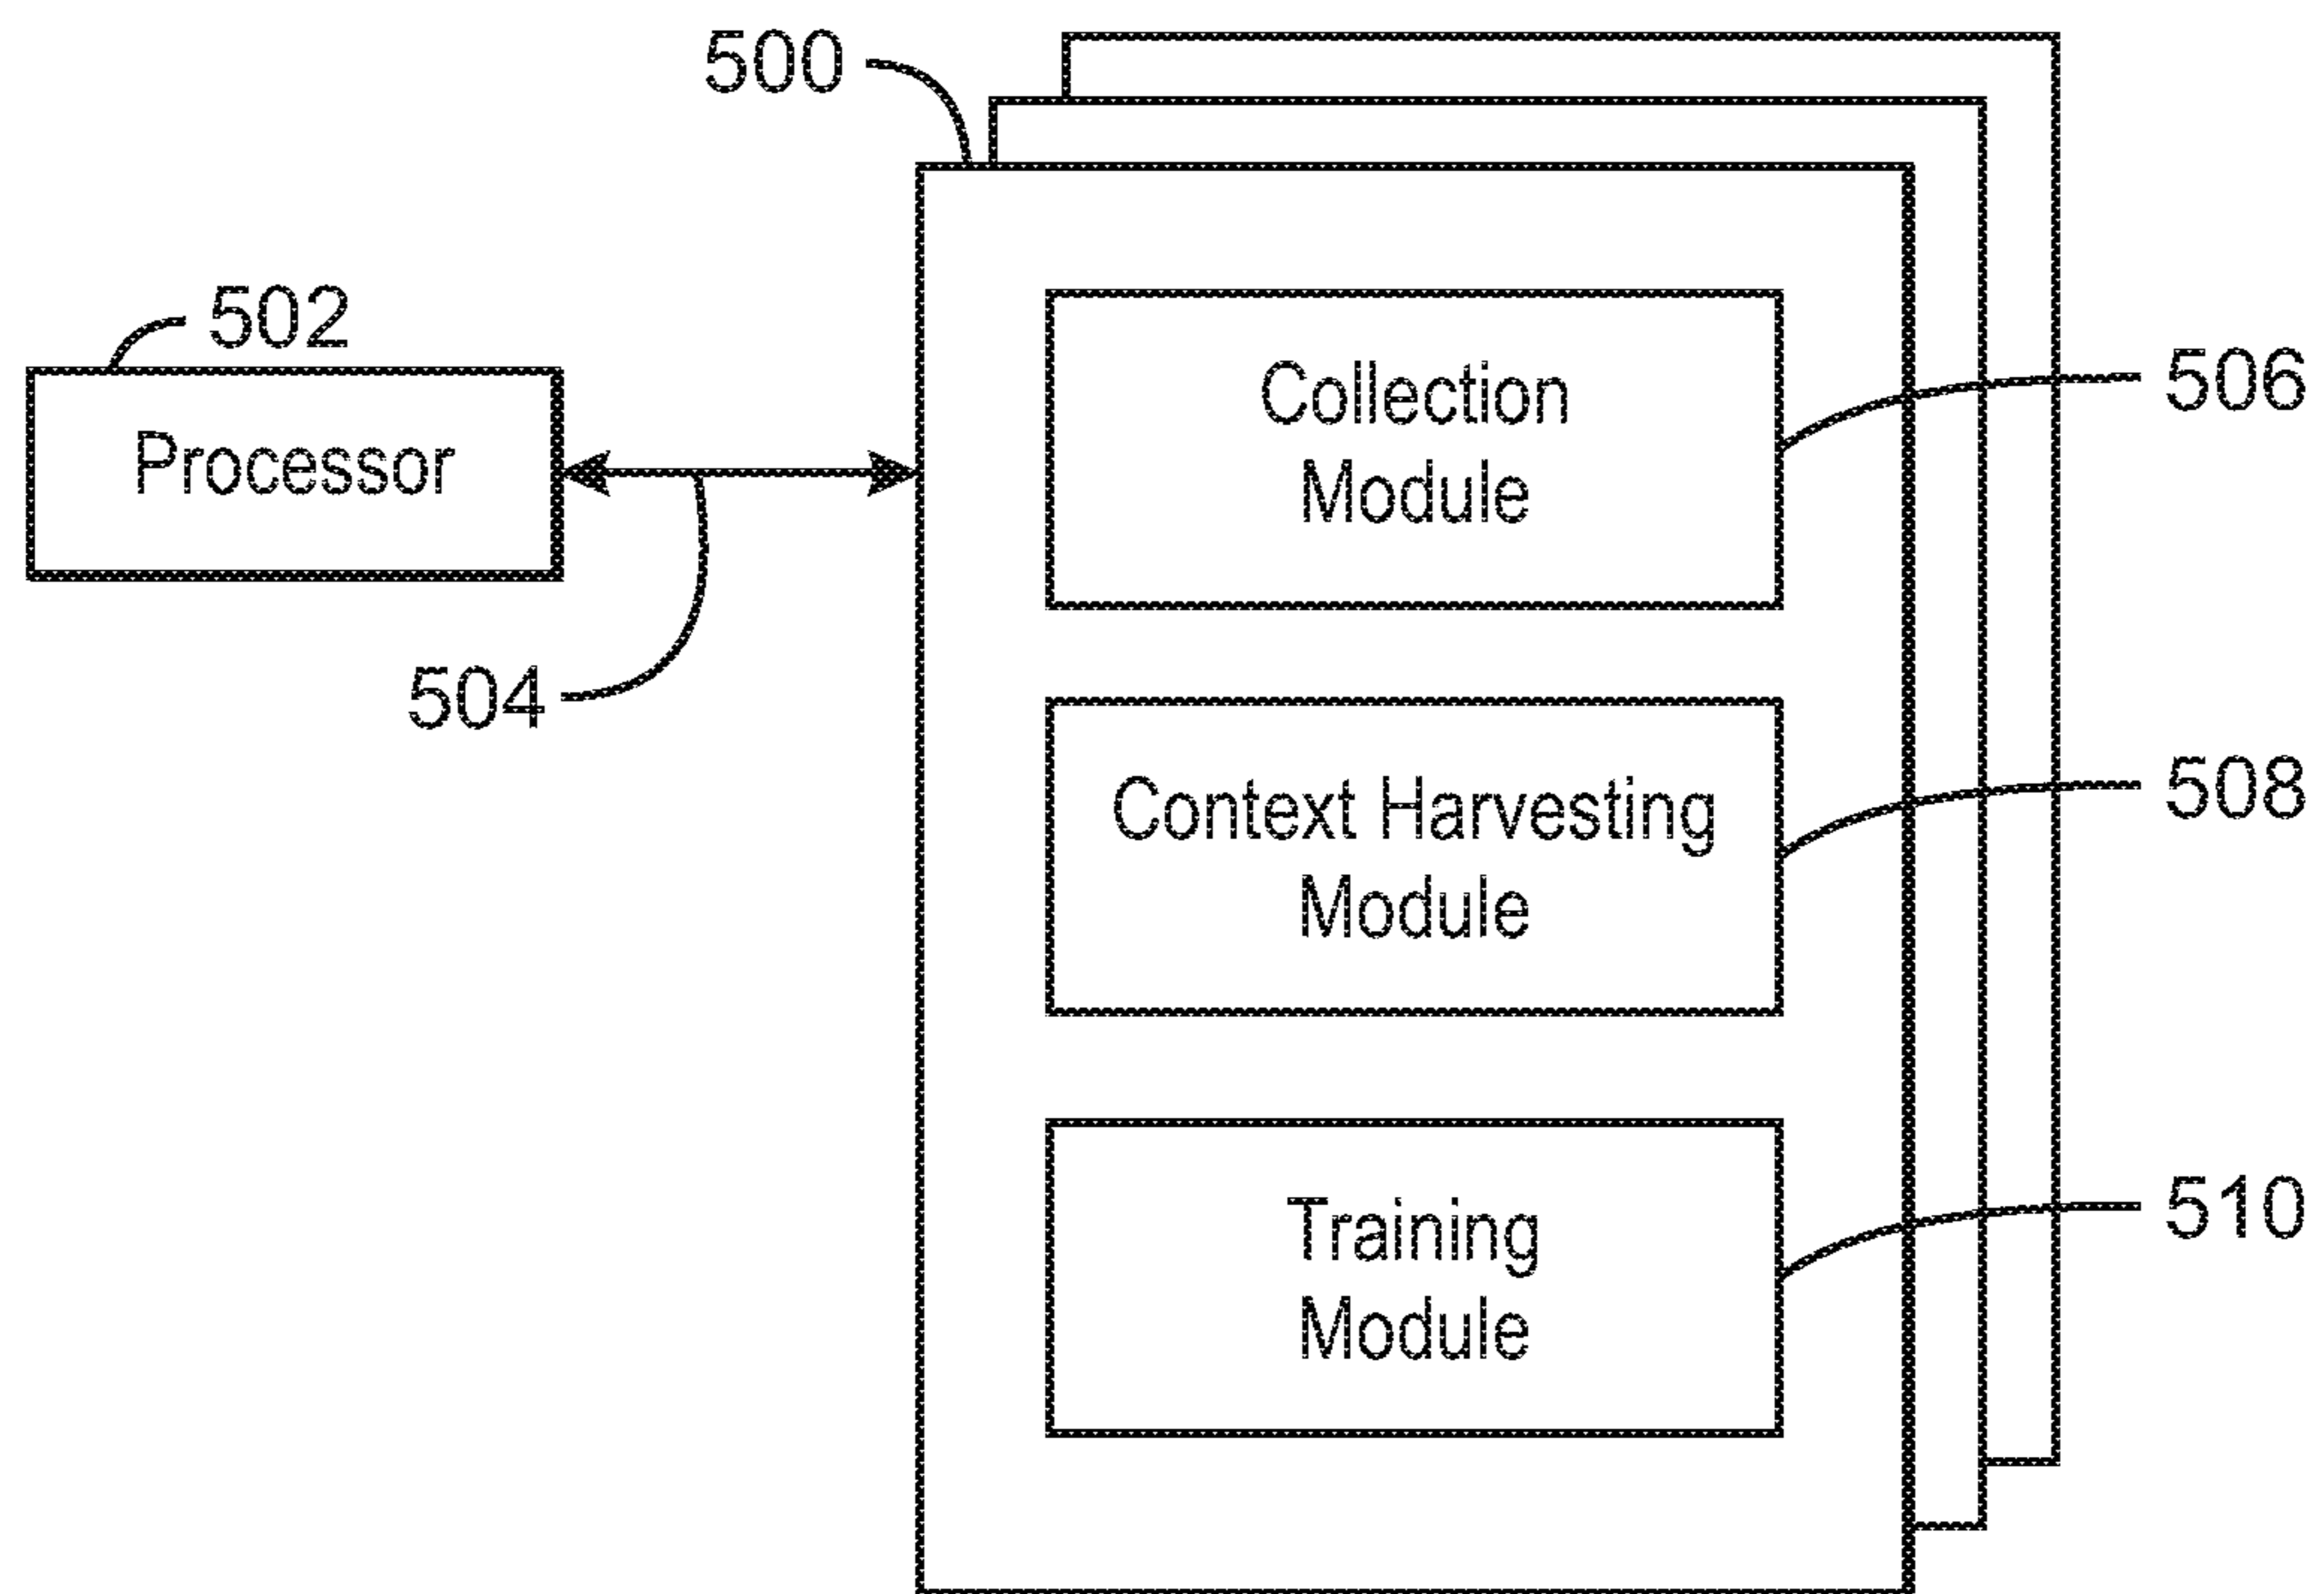 500
502
Processor
504
Collection
Module
506
Context Harvesting
Module
508
Training
Module
510